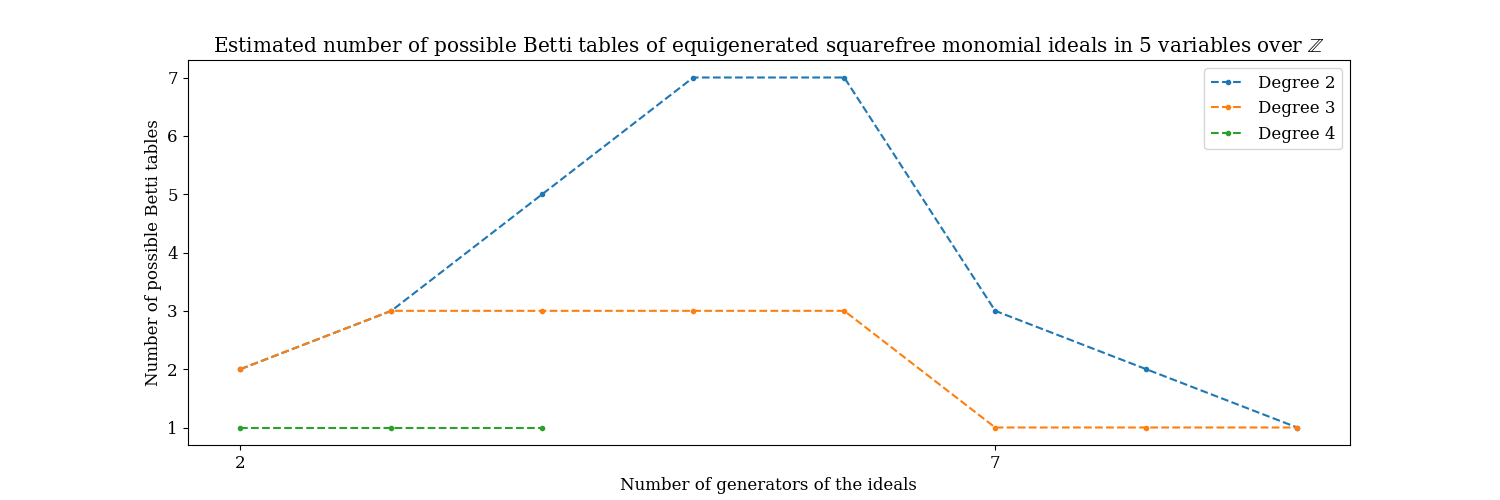 Estimated number of possible Betti tables of equigenerated squarefree monomial ideals in 5 variables over ℤ
Number of possible Betti tables
7
6
5
4
3
2
1
Degree 2
Degree 3
Degree 4
2
7
Number of generators of the ideals